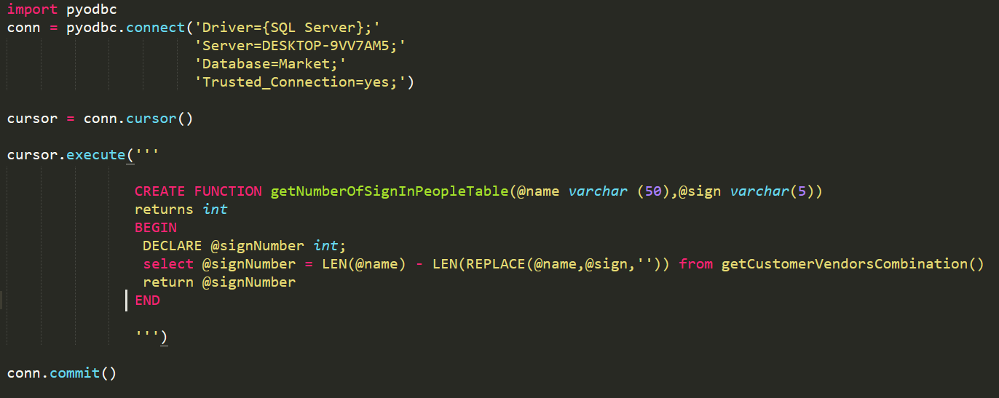 import pyodbc
conn = pyodbc.connect('Driver={SQL Server};'
'Server=DESKTOP-9VV7AM5;'
'Database=Market;'
'Trusted_Connection=yes;')
cursor = conn.cursor()
cursor.execute('''
CREATE FUNCTION getNumberOfSignInPeopleTable(@name varchar (50),@sign varchar(5))
returns int
BEGIN
DECLARE @signNumber int;
select @signNumber = LEN(@name) - LEN(REPLACE(@name,@sign,'')) from getCustomerVendorsCombination()
return @signNumber
END
''')
conn.commit()